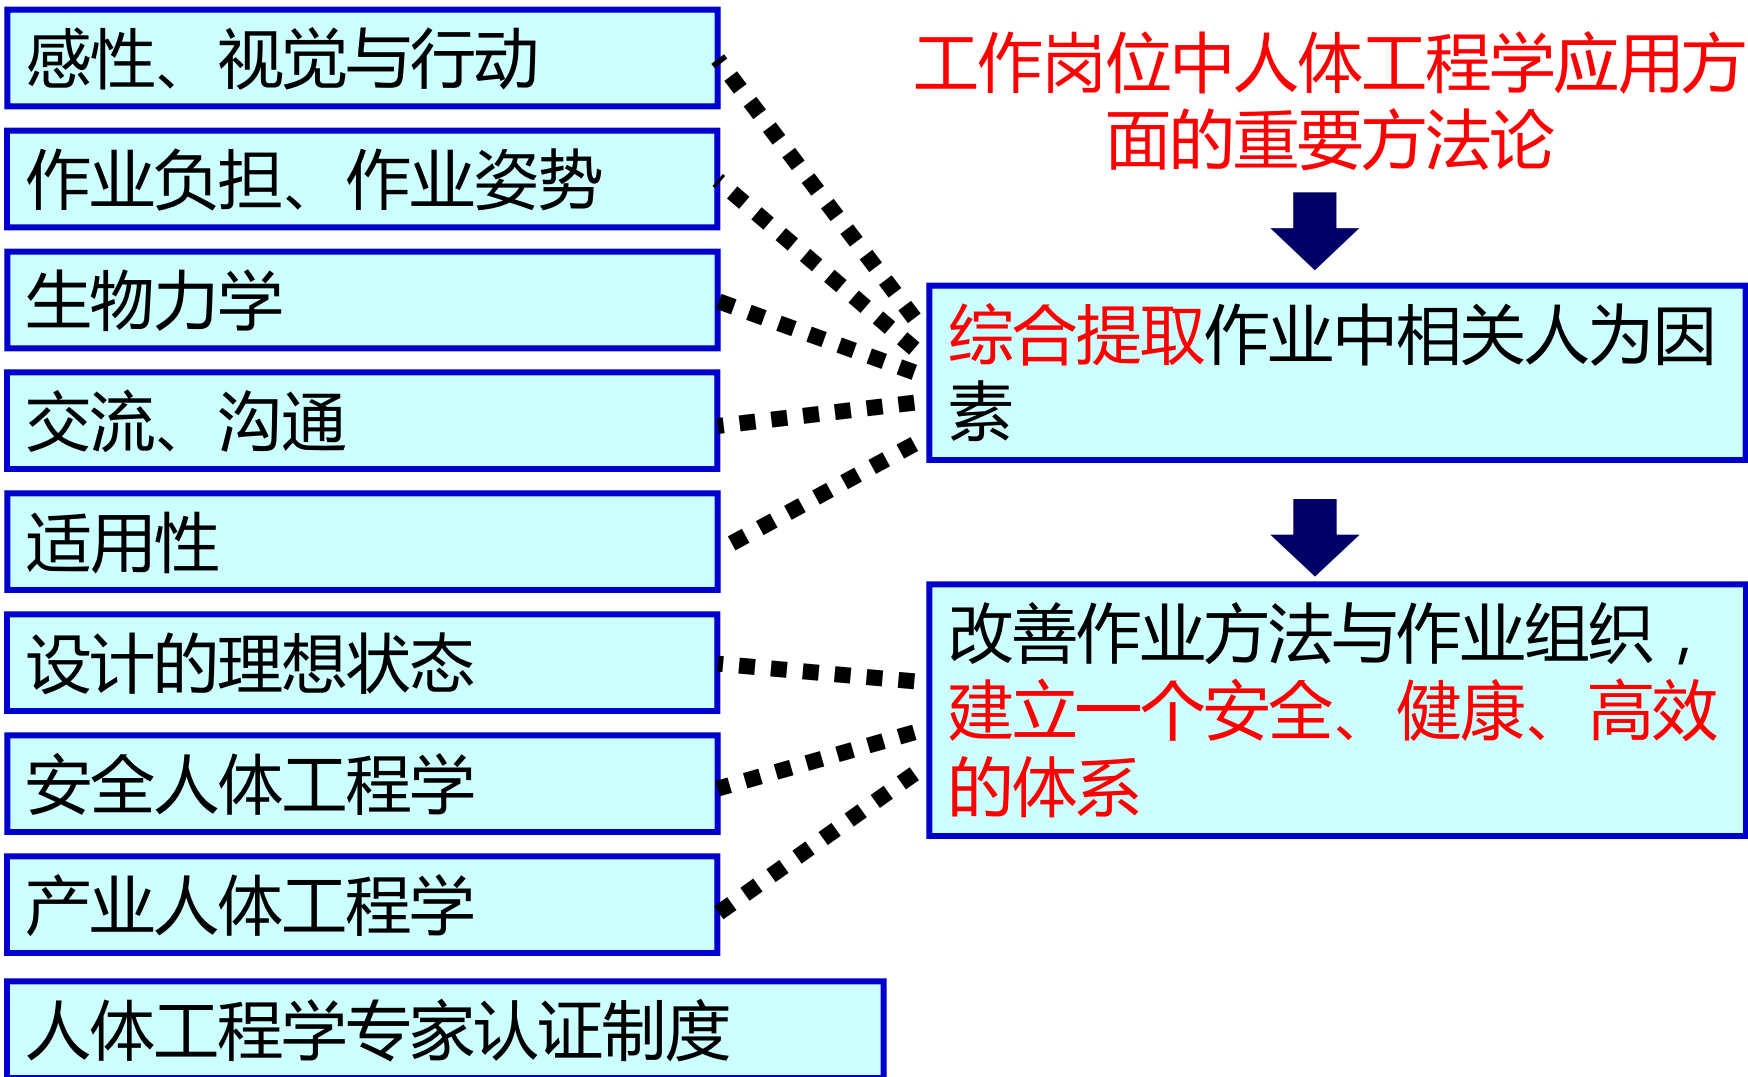 感性、视觉与行动
作业负担、作业姿势
生物力学
交流、沟通
适用性
设计的理想状态
安全人体工程学
产业人体工程学
人体工程学专家认证制度
工作岗位中人体工程学应用方
面的重要方法论
综合提取作业中相关人为因
素
改善作业方法与作业组织，
建立一个安全、健康、高效
的体系